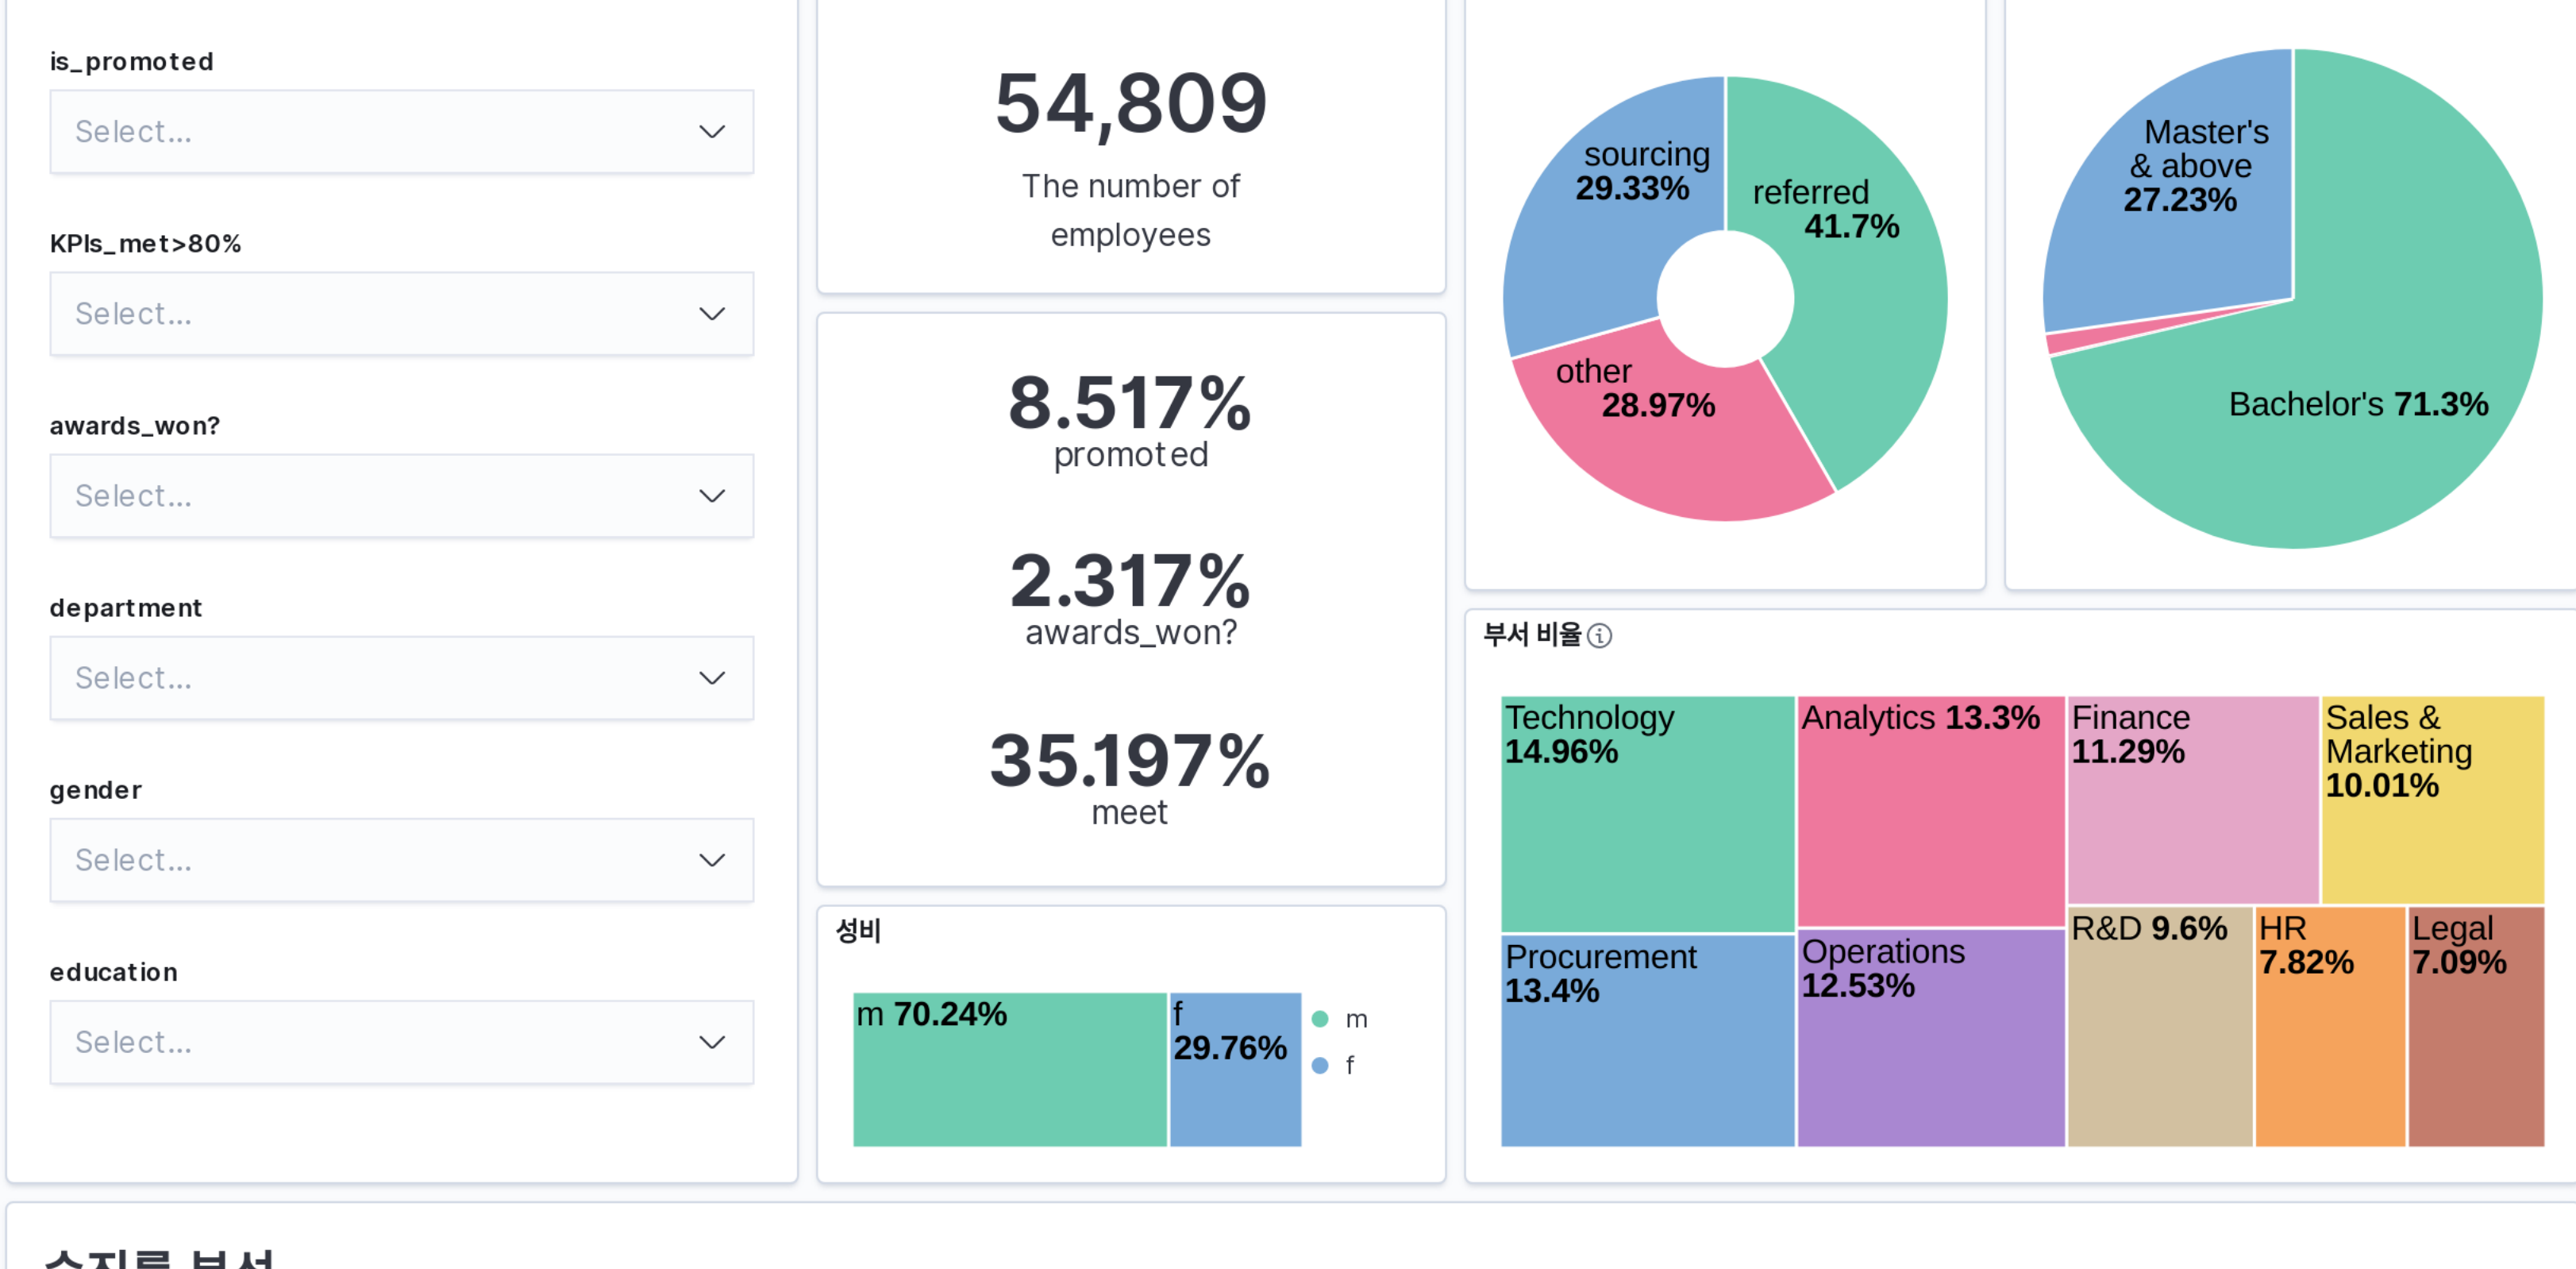 is_promoted
Select...
KPIs_met>80%
Select...
awards_won?
Select...
department
Select...
gender
Select...
education
Select...
54,809
The number of
employees
8.517%
promoted
2.317%
awards_won?
35.197%
meet
성비
m 70.24%
f
29.76%
m
f
sourcing
29.33%
referred
41.7%
other
28.97%
Master's
& above
27.23%
Bachelor's 71.3%
부서 비율
Technology
14.96%
Analytics 13.3%
Finance
11.29%
Sales &
Marketing
10.01%
Procurement
13.4%
Operations
12.53%
R&D 9.6%
HR
7.82%
Legal
7.09%